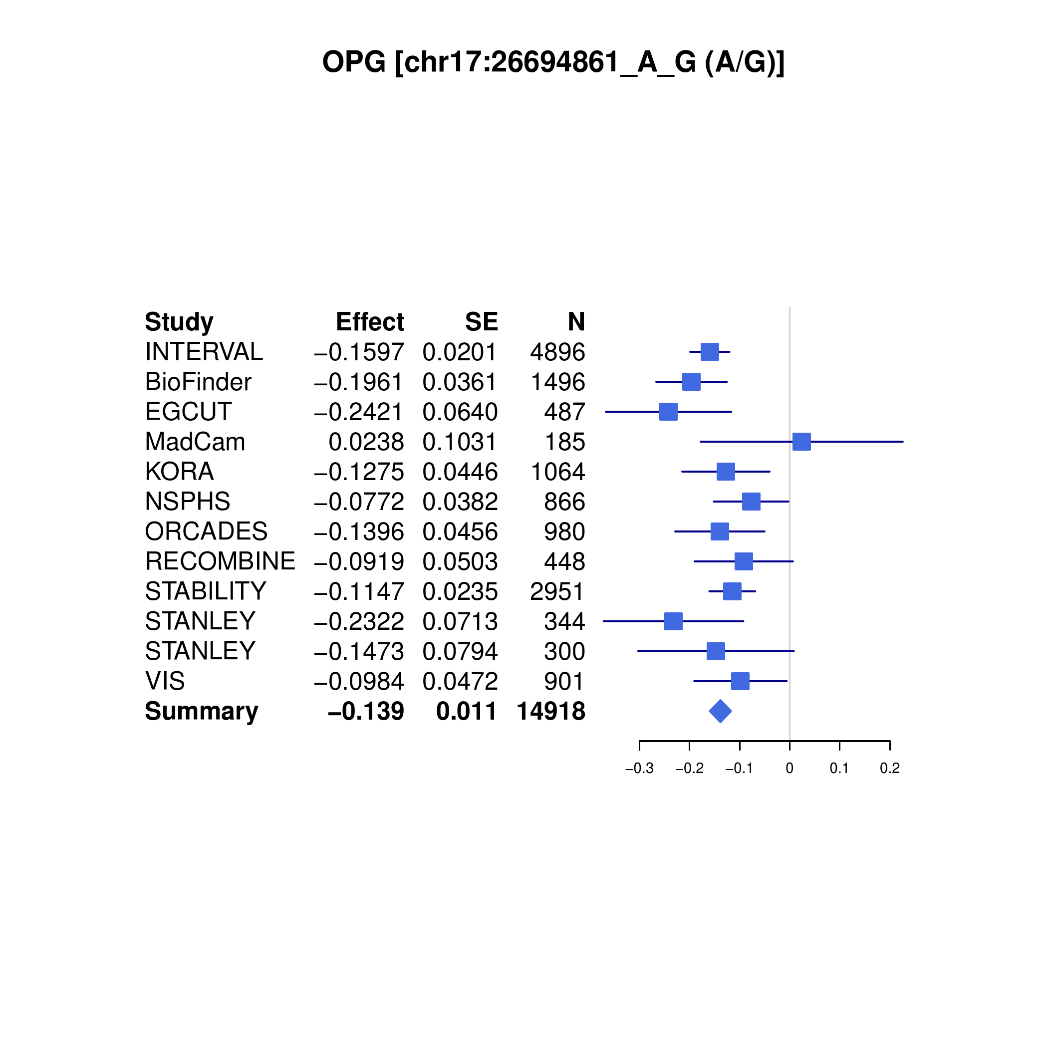 OPG [chr17:26694861_A_G (A/G)]
Study Effect SE N
INTERVAL −0.1597 0.0201 4896
BioFinder −0.1961 0.0361 1496
EGCUT −0.2421 0.0640 487
MadCam 0.0238 0.1031 185
KORA −0.1275 0.0446 1064
NSPHS −0.0772 0.0382 866
ORCADES −0.1396 0.0456 980
RECOMBINE −0.0919 0.0503 448
STABILITY −0.1147 0.0235 2951
STANLEY −0.2322 0.0713 344
STANLEY −0.1473 0.0794 300
VIS −0.0984 0.0472 901
Summary −0.139 0.011 14918
−0.3 −0.2 −0.1 0 0.1 0.2